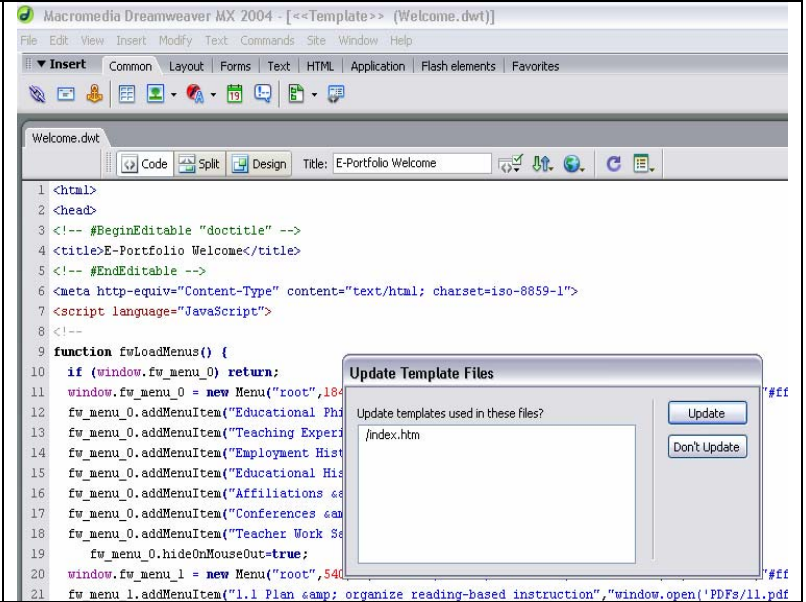 Macromedia Dreamweaver MX 2004 - [<<Template>> (Welcome.dwt)]
File Edit View Insert Modify Text Commands Site Window Help
Insert Common Layout Forms Text HTML Application Flash elements Favorites
19
Welcome.dwt
Code Split Design Title: E-Portfolio Welcome
1 <html>
2 <head>
3 <!-- #BeginEditable "doctitle" -->
4 <title>E-Portfolio Welcome</title>
5 <!-- #EndEditable -->
6 <meta http-equiv="Content-Type" content="text/html; charset=iso-8859-1">
7 <script language="JavaScript">
8 <!--
9 function fwLoadMenus() {
10 if (window.fw_menu_0) return;
11 window.fw_menu_0 = new Menu("root",184 "#ff
12 fw_menu_0.addMenuItem("Educational Phi
13 fw_menu_0.addMenuItem("Teaching Experi
14 fw_menu_0.addMenuItem("Employment Hist
15 fw_menu_0.addMenuItem("Educational His
16 fw_menu_0.addMenuItem("Affiliations &a
17 fw_menu_0.addMenuItem("Conferences &am
18 fw_menu_0.addMenuItem("Teacher Work Sa
19 fw_menu_0.hideOnMouseOut=true;
20 window.fw_menu_1 = new Menu("root",540 "#ff
21 fw_menu_1.addMenuItem("1.1 Plan &amp; organize reading-based instruction","window.open('PDFs/11.pdf
Update Template Files
Update templates used in these files?
/index.htm
Update
Don't Update